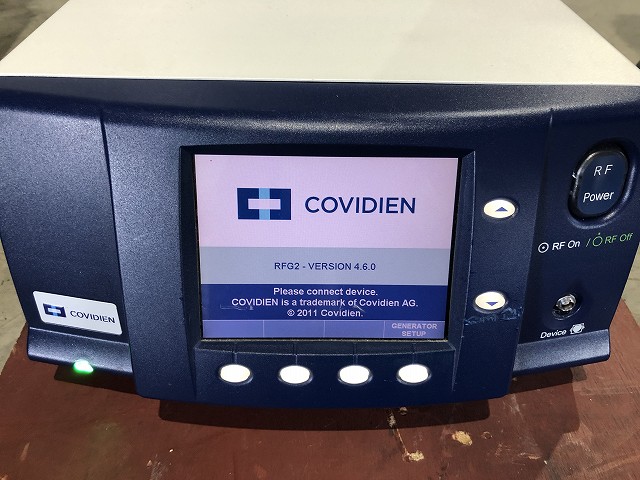 COVIDIEN
RFG2 - VERSION 4.6.0
Please connect device.
COVIDIEN is a trademark of Covidien AG.
© 2011 Covidien.
GENERATOR
SETUP
RF
Power
RF On / RF Off
Device
COVIDIEN